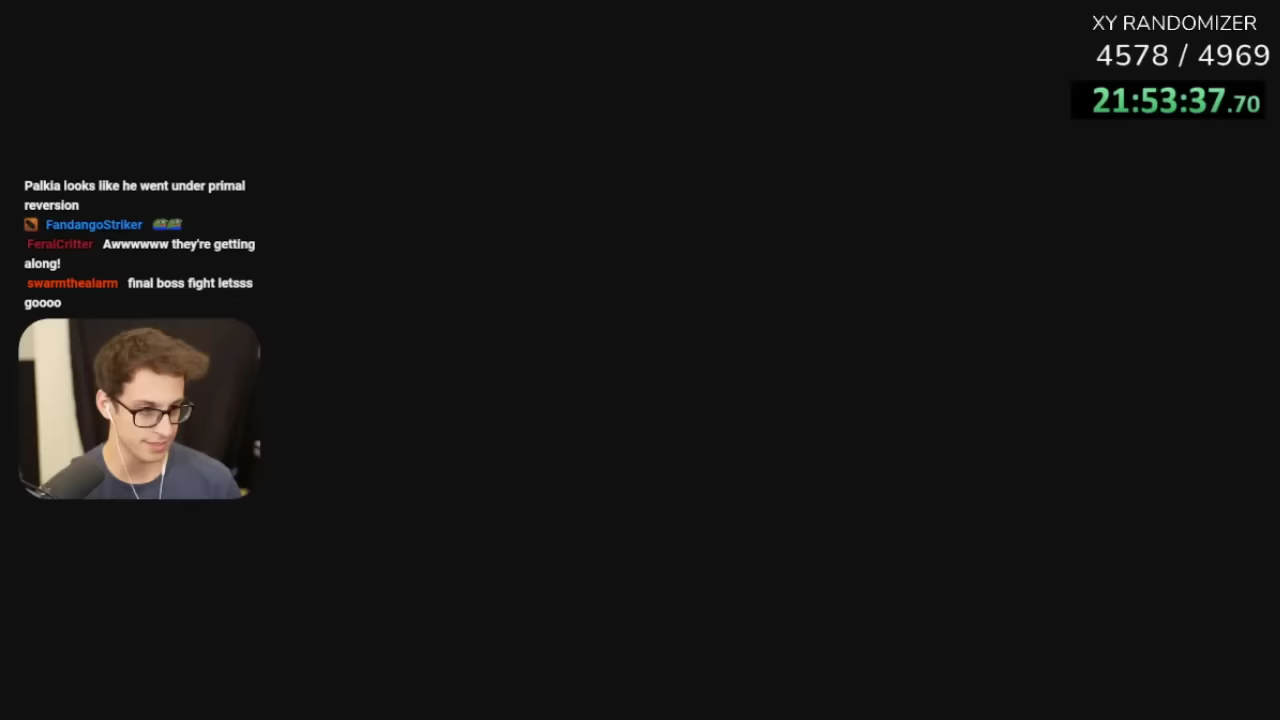 XY RANDOMIZER
4578 / 4969
21:53:37.70
Palkia looks like he went under primal
reversion
FandangoStriker
FeralCritter Awwwwww they're getting
along!
swarmthealarm final boss fight letsss
goooo